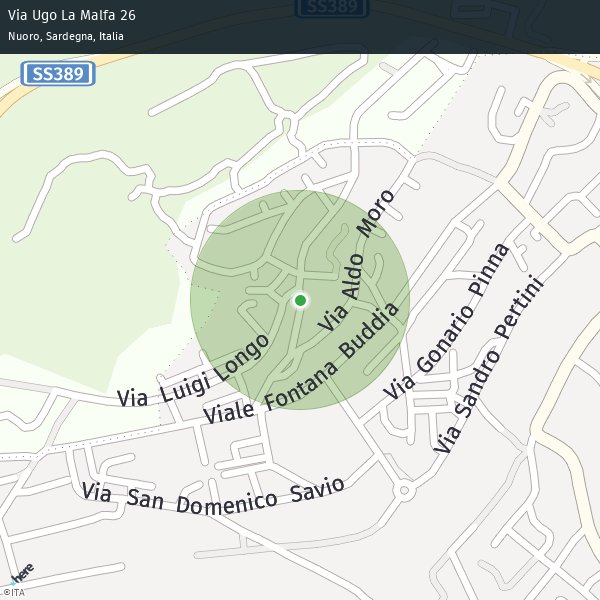 Via Ugo La Malfa 26
Nuoro, Sardegna, Italia
SS389
SS389
Via Aldo Moro
Via Gonario Pinna
Via Sandro Pertini
Via Luigi Longo
Viale Fontana Buddia
Via San Domenico Savio
here
©ITA